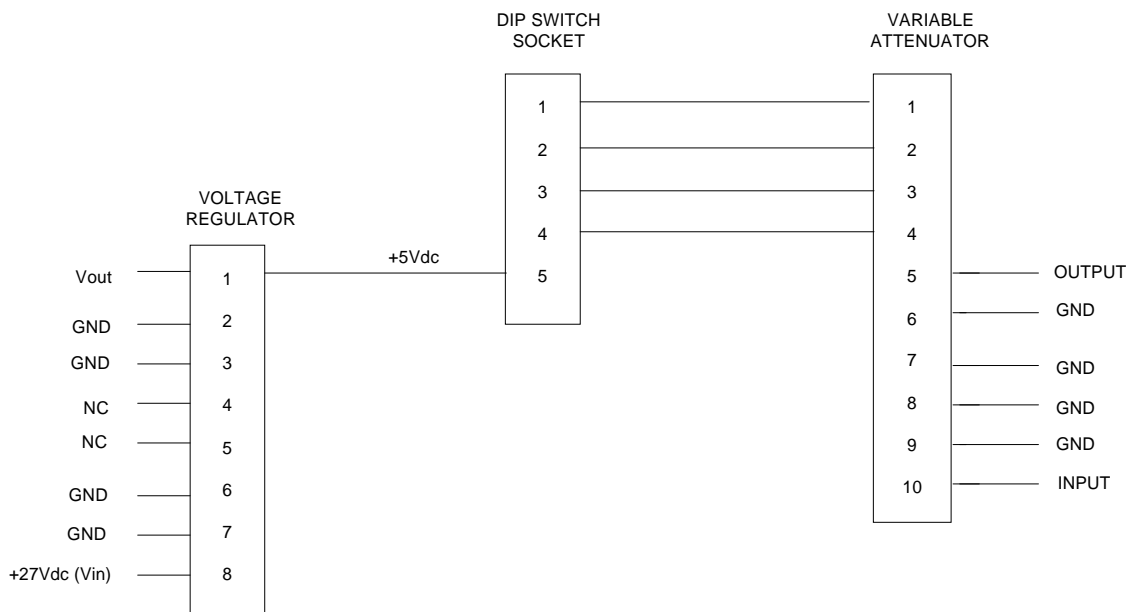 DIP SWITCH
SOCKET
VARIABLE
ATTENUATOR
1
2
3
4
5
1
2
3
4
5
6
7
8
9
10
OUTPUT
GND
GND
GND
GND
INPUT
VOLTAGE
REGULATOR
+5Vdc
Vout
GND
GND
NC
NC
GND
GND
+27Vdc (Vin)
1
2
3
4
5
6
7
8